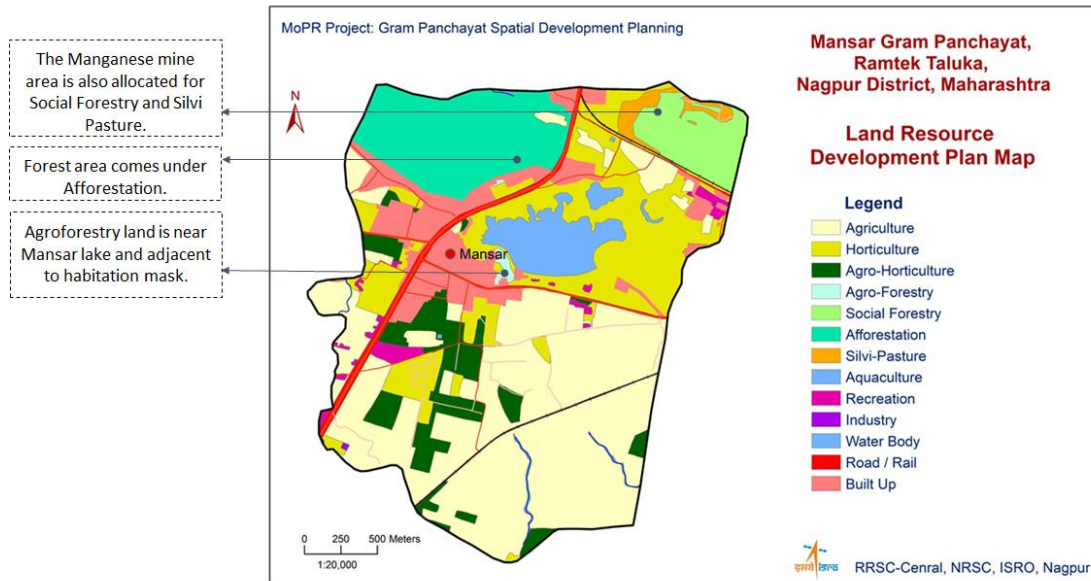 MoPR Project: Gram Panchayat Spatial Development Planning
The Manganese mine
area is also allocated for
Social Forestry and Silvi
Pasture.
Forest area comes under
Afforestation.
Agroforestry land is near
Mansar lake and adjacent
to habitation mask.
N
Mansar
0 250 500 Meters
1:20,000
Mansar Gram Panchayat,
Ramtek Taluka,
Nagpur District, Maharashtra
Land Resource
Development Plan Map
Legend
Agriculture
Horticulture
Agro-Horticulture
Agro-Forestry
Social Forestry
Afforestation
Silvi-Pasture
Aquaculture
Recreation
Industry
Water Body
Road / Rail
Built Up
इसरो isro
RRSC-Cenral, NRSC, ISRO, Nagpur